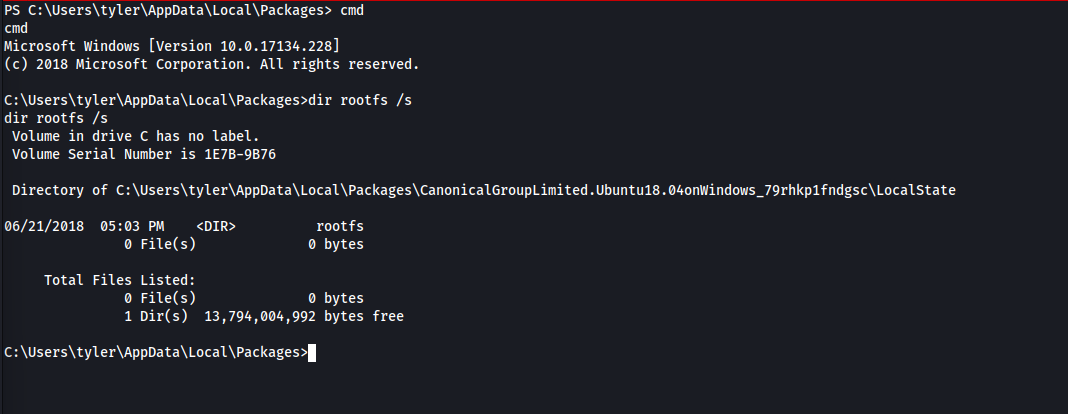 PS C:\Users\tyler\AppData\Local\Packages> cmd
cmd
Microsoft Windows [Version 10.0.17134.228]
(c) 2018 Microsoft Corporation. All rights reserved.
C:\Users\tyler\AppData\Local\Packages>dir rootfs /s
dir rootfs /s
 Volume in drive C has no label.
 Volume Serial Number is 1E7B-9B76
 Directory of C:\Users\tyler\AppData\Local\Packages\CanonicalGroupLimited.Ubuntu18.04onWindows_79rhkp1fndgsc\LocalState
06/21/2018  05:03 PM    <DIR>          rootfs
               0 File(s)              0 bytes
     Total Files Listed:
               0 File(s)              0 bytes
               1 Dir(s)  13,794,004,992 bytes free
C:\Users\tyler\AppData\Local\Packages>